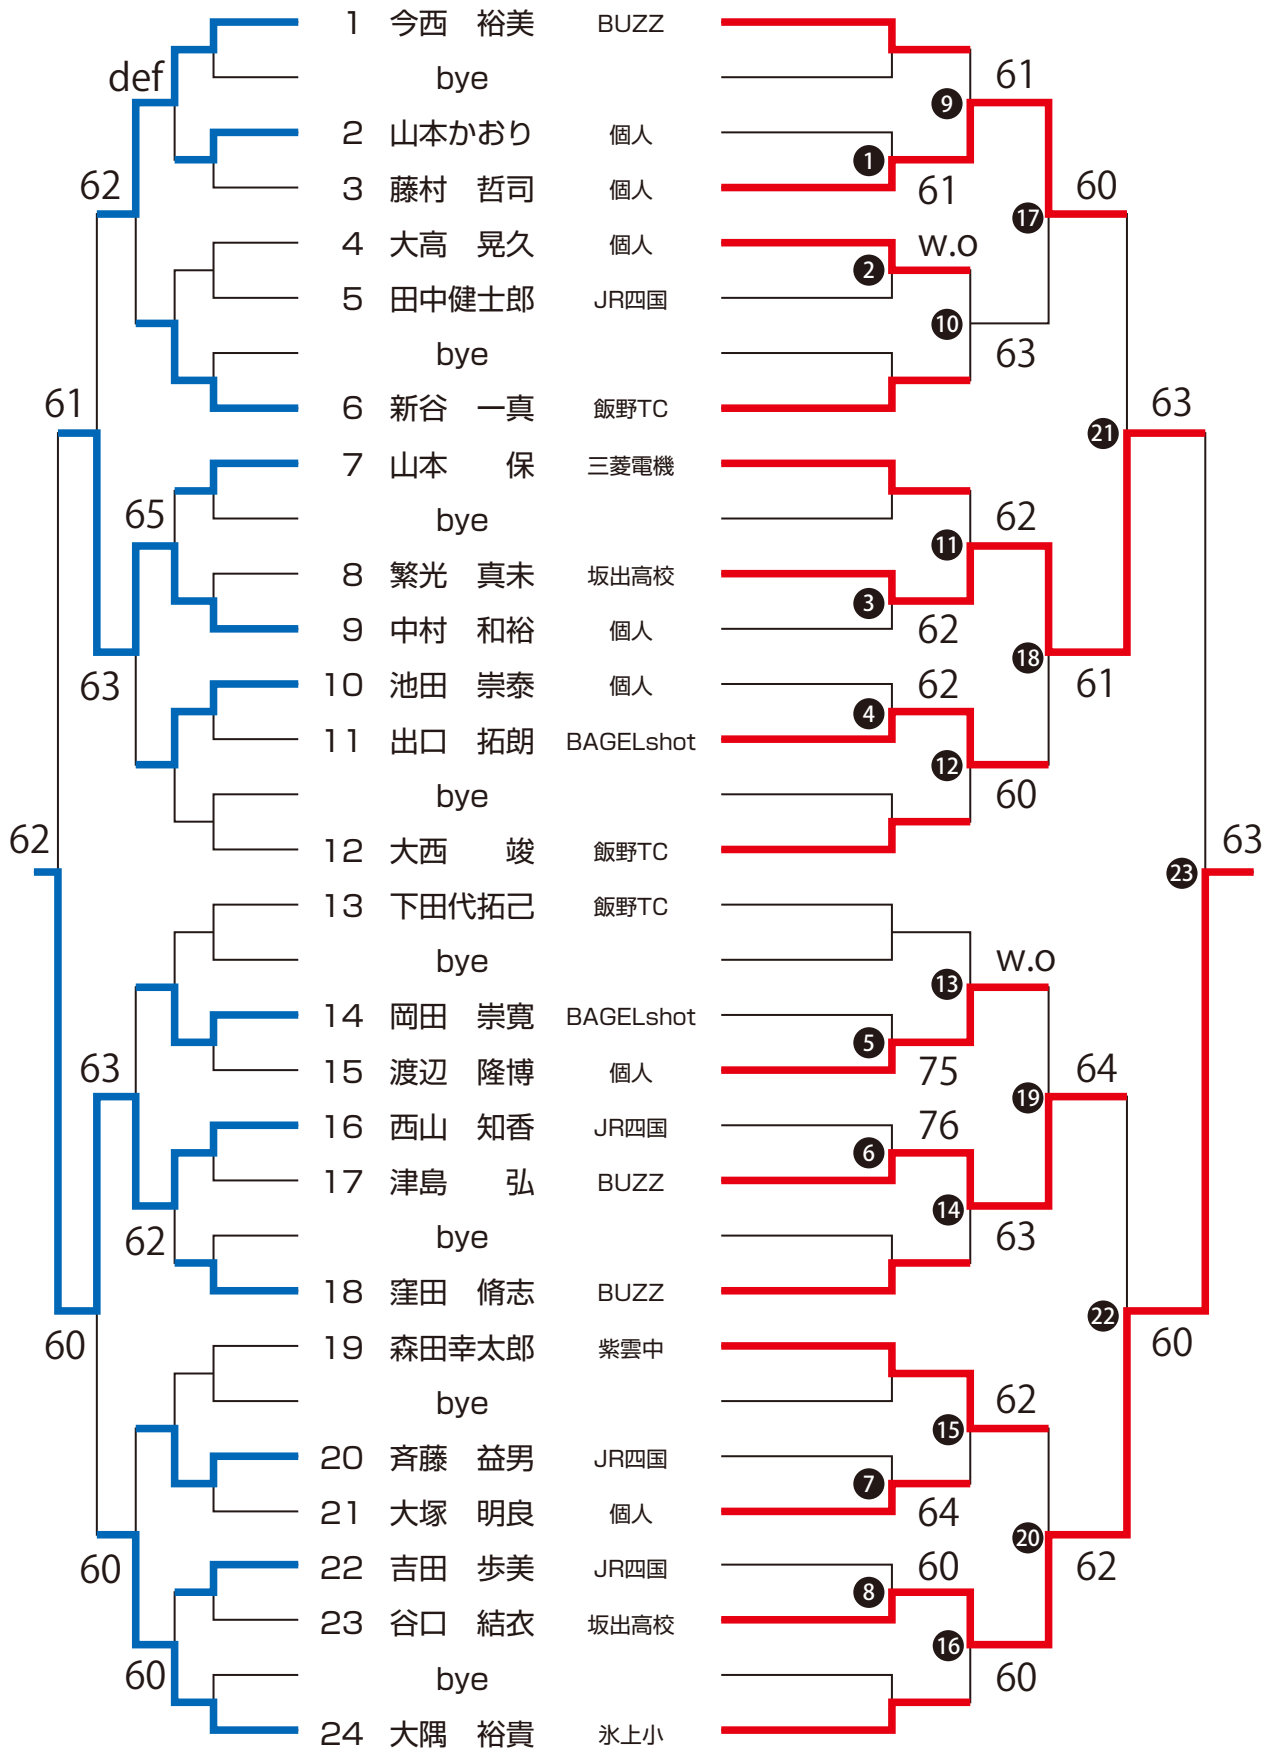 1 今西 裕美 BUZZ
def bye 61
9
2 山本かおり 個人
1
62 3 藤村 哲司 個人 61 60
17
4 大高 晃久 個人 w.o
2
5 田中健士郎 JR四国
10
bye 63
61 6 新谷 一真 飯野TC 63
21
7 山本 保 三菱電機
65 bye 62
11
8 繁光 真未 坂出高校
3
9 中村 和裕 個人 62
18
63 10 池田 崇泰 個人 62 61
4
11 出口 拓朗 BAGELshot
12
bye 60
62 12 大西 竣 飯野TC 63
23
13 下田代拓己 飯野TC
bye w.o
13
14 岡田 崇寛 BAGELshot
5
63 15 渡辺 隆博 個人 75 64
19
16 西山 知香 JR四国 76
6
17 津島 弘 BUZZ
14
62 bye 63
18 窪田 脩志 BUZZ
22
60 19 森田幸太郎 紫雲中 60
bye 62
15
20 斉藤 益男 JR四国
7
21 大塚 明良 個人 64
20
60 22 吉田 歩美 JR四国 60 62
8
23 谷口 結衣 坂出高校
16
60 bye 60
24 大隅 裕貴 氷上小